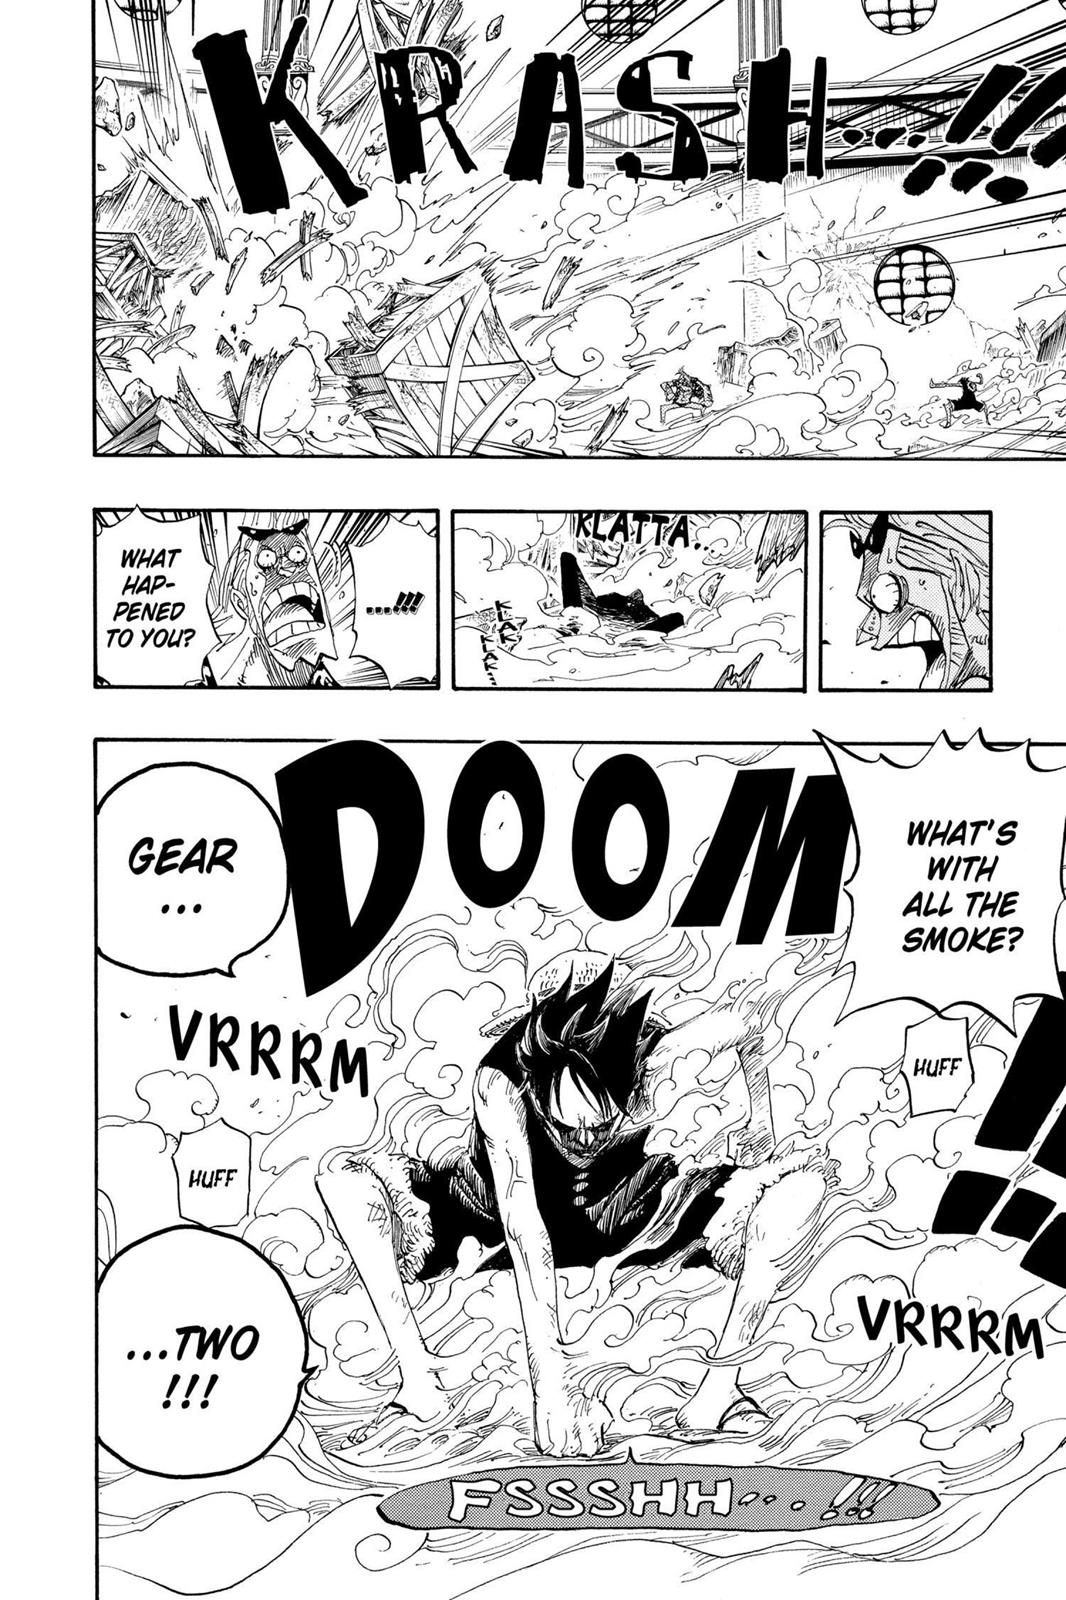 KRASH...!!!
WHAT
HAP-
PENED
TO YOU?
...!!!
KLATTA...
KLAK
KLAK...
DOOM
!!!
WHAT'S
WITH
ALL THE
SMOKE?
GEAR
...
VRRRM
HUFF
HUFF
...TWO
!!!
VRRRM
FSSSHH...!!!